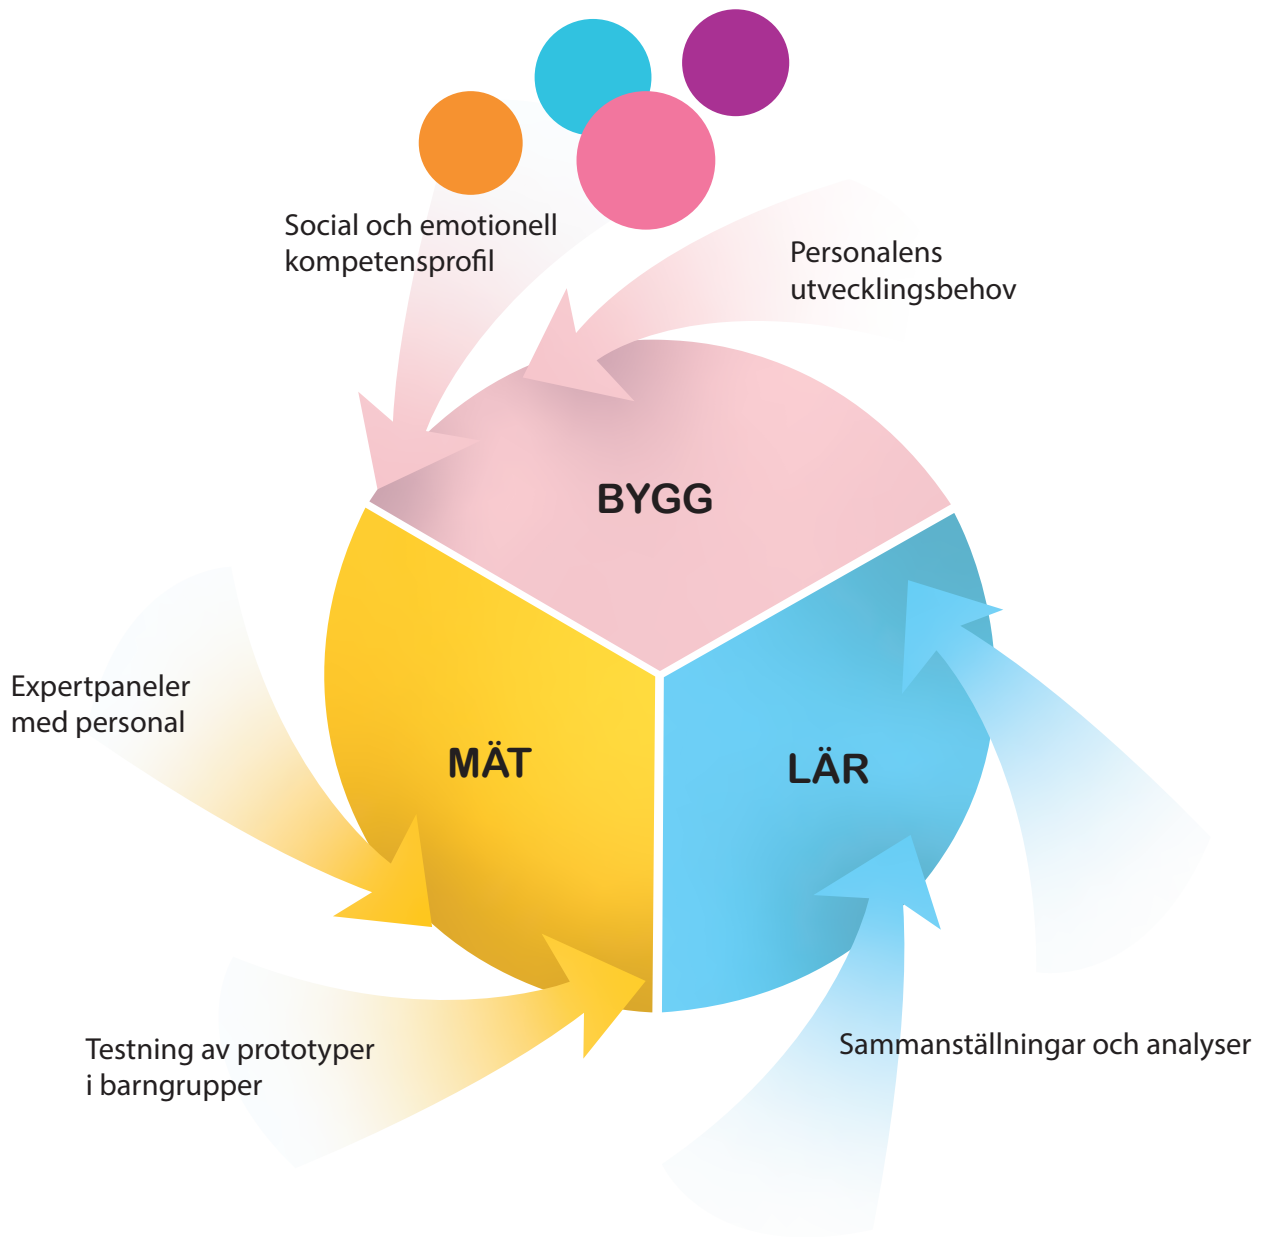 Social och emotionell
kompetensprofil
Personalens
utvecklingsbehov
BYGG
Expertpaneler
med personal
MÄT
LÄR
Testning av prototyper
i barngrupper
Sammanställningar och analyser